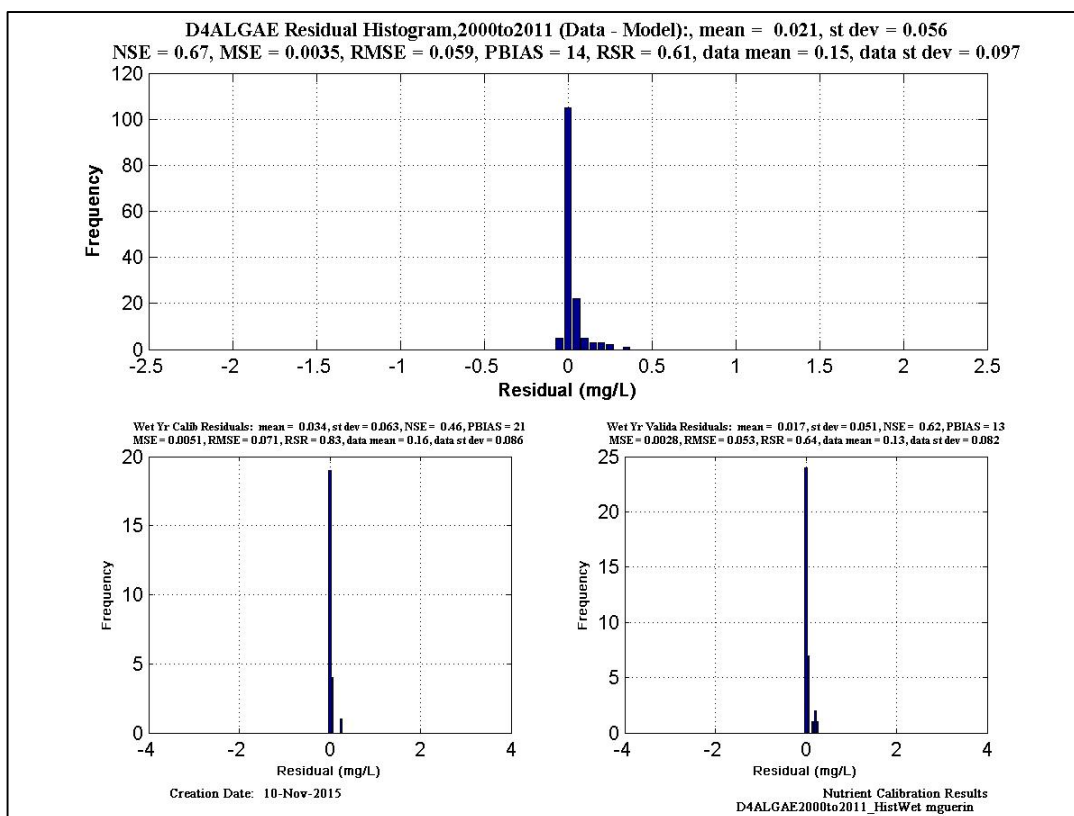 D4ALGAE Residual Histogram,2000to2011 (Data - Model):, mean = 0.021, st dev = 0.056
NSE = 0.67, MSE = 0.0035, RMSE = 0.059, PBIAS = 14, RSR = 0.61, data mean = 0.15, data st dev = 0.097
120
100
80
60
40
20
0
Frequency
-2.5 -2 -1.5 -1 -0.5 0 0.5 1 1.5 2 2.5
Residual (mg/L)
Wet Yr Calib Residuals: mean = 0.034, st dev = 0.063, NSE = 0.46, PBIAS = 21
MSE = 0.0051, RMSE = 0.071, RSR = 0.83, data mean = 0.16, data st dev = 0.086
20
15
10
5
0
Frequency
-4 -2 0 2 4
Residual (mg/L)
Wet Yr Valida Residuals: mean = 0.017, st dev = 0.051, NSE = 0.62, PBIAS = 13
MSE = 0.0028, RMSE = 0.053, RSR = 0.64, data mean = 0.13, data st dev = 0.082
25
20
15
10
5
0
Frequency
-4 -2 0 2 4
Residual (mg/L)
Creation Date: 10-Nov-2015
Nutrient Calibration Results
D4ALGAE2000to2011_HistWet mguerin